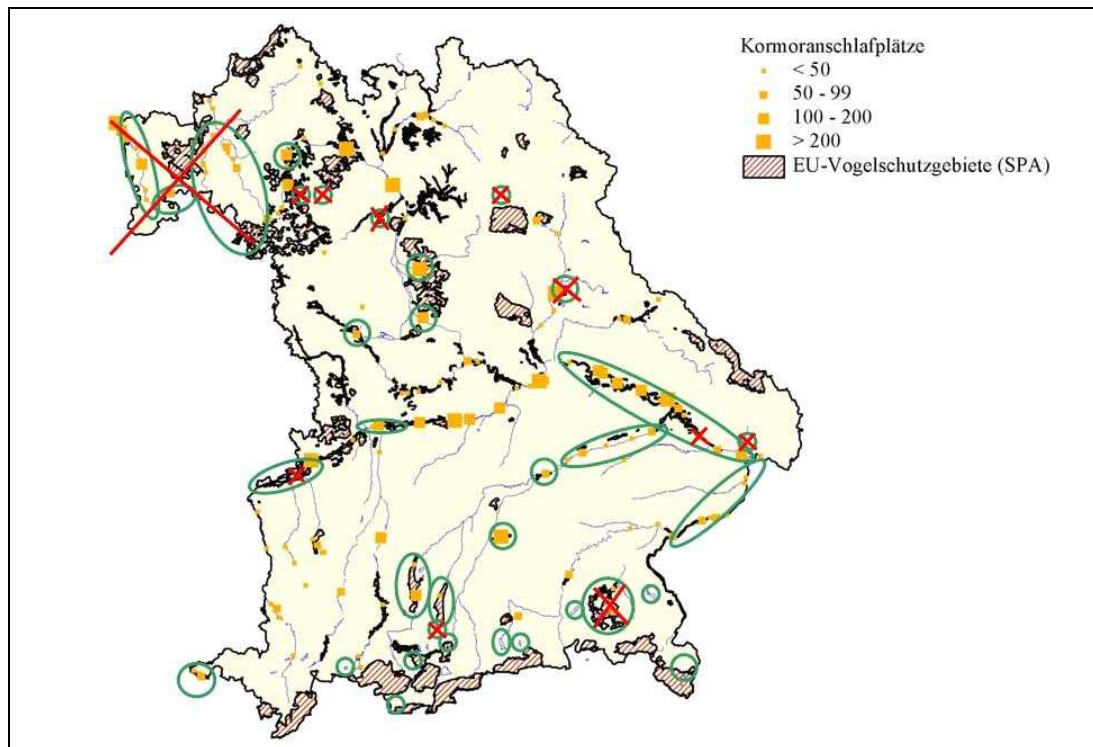 Kormoranschlafplätze
< 50
50 - 99
100 - 200
> 200
EU-Vogelschutzgebiete (SPA)